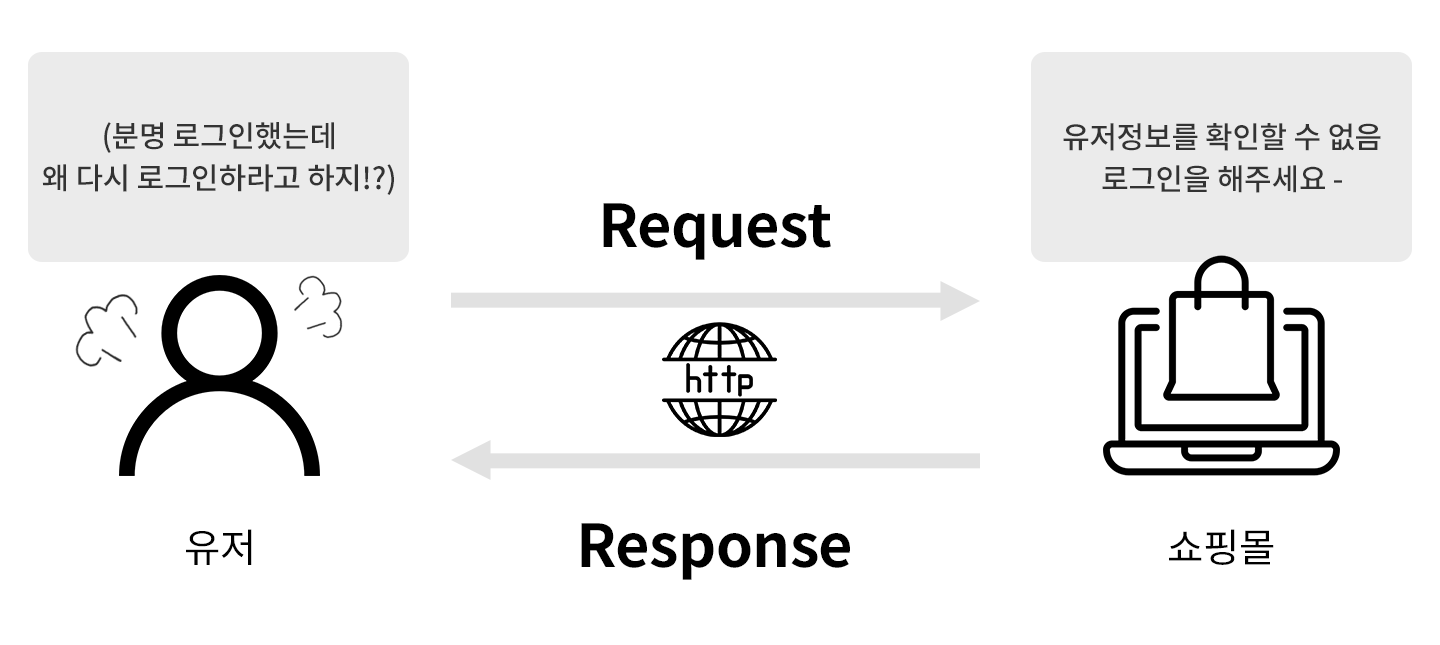 (분명 로그인했는데
왜 다시 로그인하라고 하지!?)
유저정보를 확인할 수 없음
로그인을 해주세요 -
Request
http
Response
유저
쇼핑몰